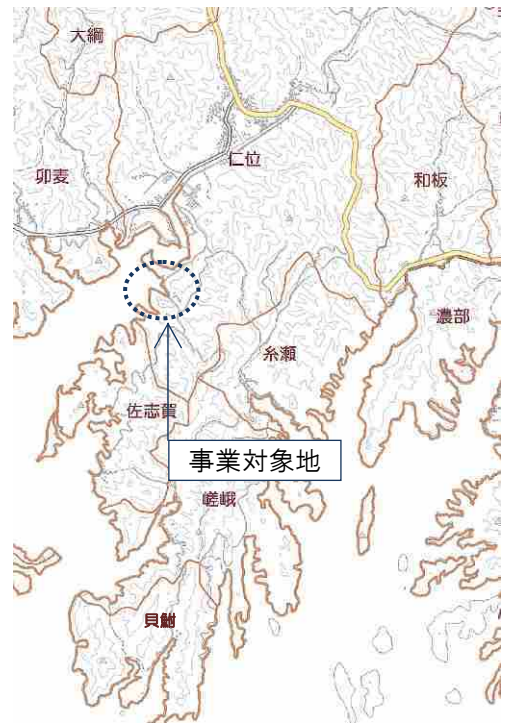 大綱
仁位
卯麦
和板
濃部
糸瀬
佐志賀
事業対象地
嵯峨
貝鮒